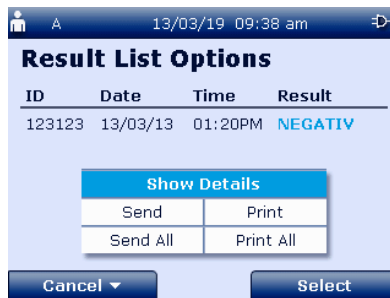 A 13/03/19 09:38 am
Result List Options
ID Date Time Result
123123 13/03/13 01:20PM NEGATIV
Show Details
Send Print
Send All Print All
Cancel Select